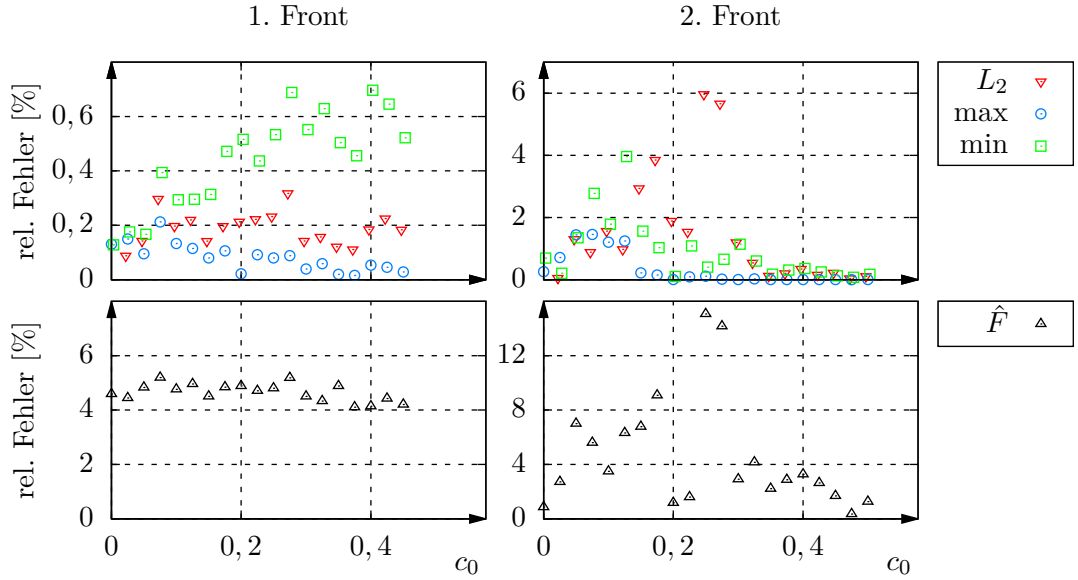 1. Front
2. Front
rel. Fehler [%]
0, 6
0, 4
0, 2
0
6
4
2
0
L₂
max
min
rel. Fehler [%]
6
4
2
0
12
8
4
0
F̂
0
0, 2
0, 4
c₀
0
0, 2
0, 4
c₀